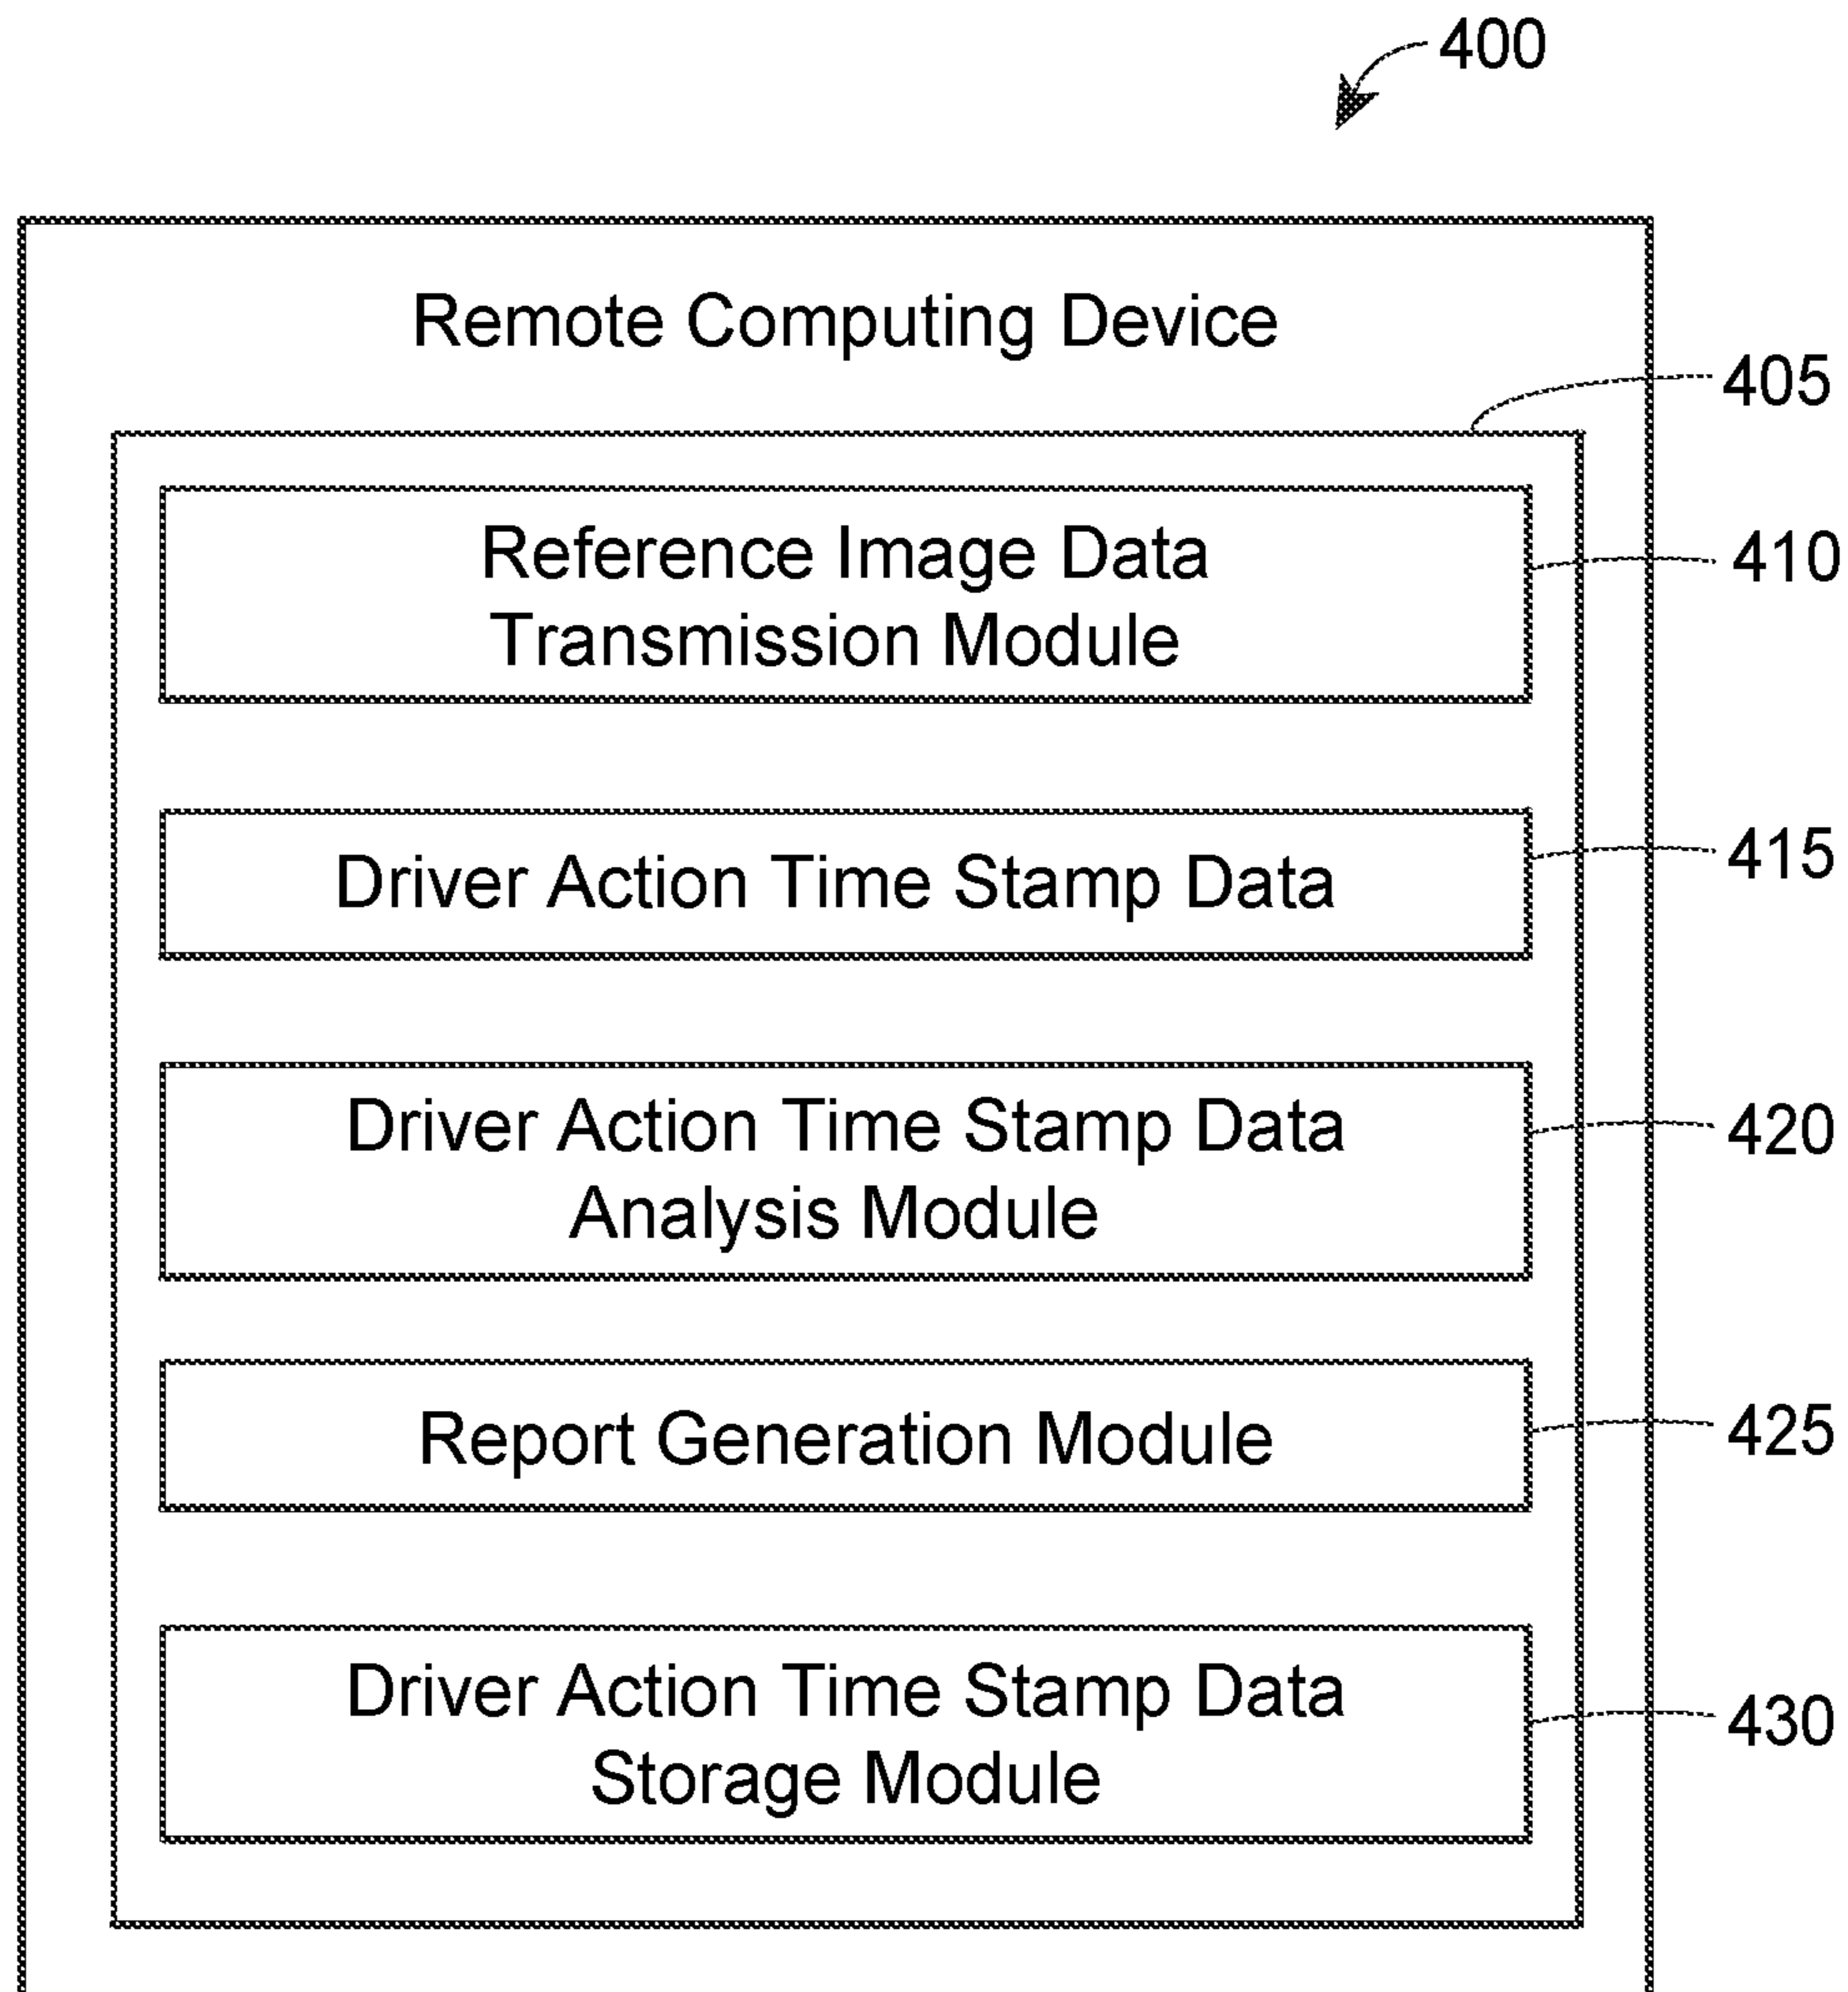 400
Remote Computing Device
405
Reference Image Data
Transmission Module
410
Driver Action Time Stamp Data
415
Driver Action Time Stamp Data
Analysis Module
420
Report Generation Module
425
Driver Action Time Stamp Data
Storage Module
430